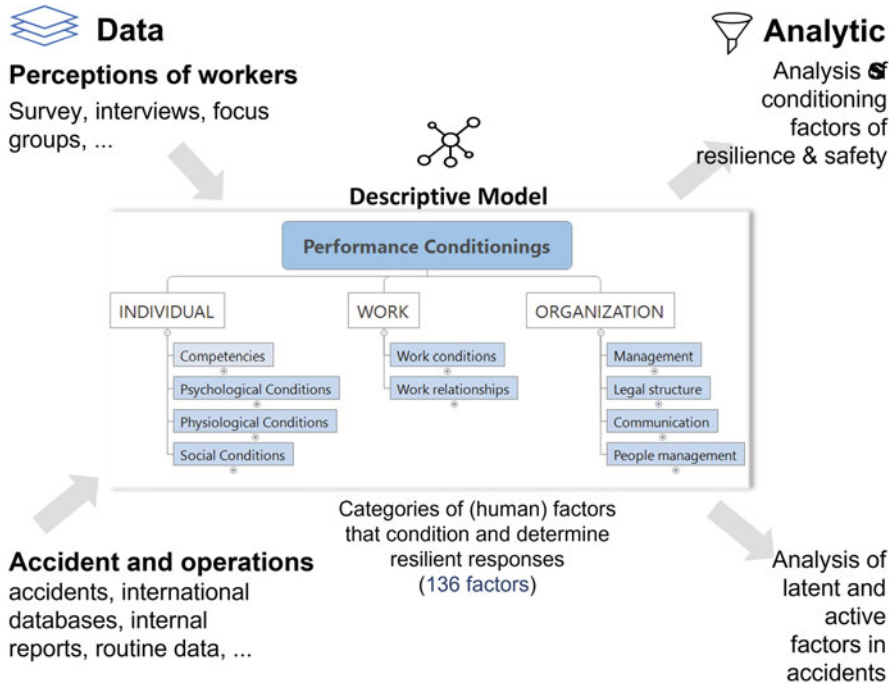 Data
Perceptions of workers
Survey, interviews, focus
groups, ...
Analytic
Analysis
conditioning
factors of
resilience & safety
Descriptive Model
Performance Conditionings
INDIVIDUAL
Competencies
Psychological Conditions
Physiological Conditions
Social Conditions
WORK
Work conditions
Work relationships
ORGANIZATION
Management
Legal structure
Communication
People management
Categories of (human) factors
that condition and determine
resilient responses
(136 factors)
Accident and operations
accidents, international
databases, internal
reports, routine data, ...
Analysis of
latent and
active
factors in
accidents